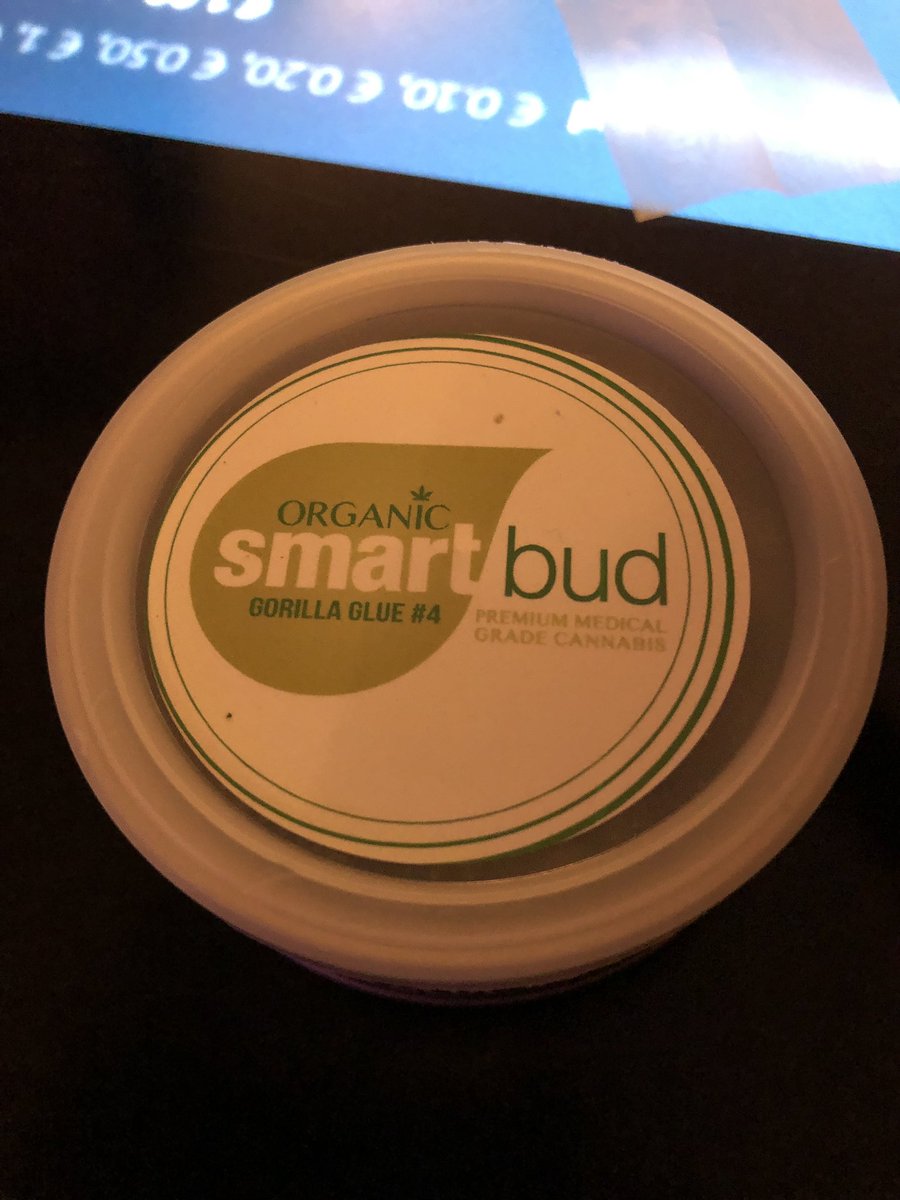 € 0.10, € 0.20, € 0.50, € 1
ORGANIC
smart bud
GORILLA GLUE #4
PREMIUM MEDICAL
GRADE CANNABIS